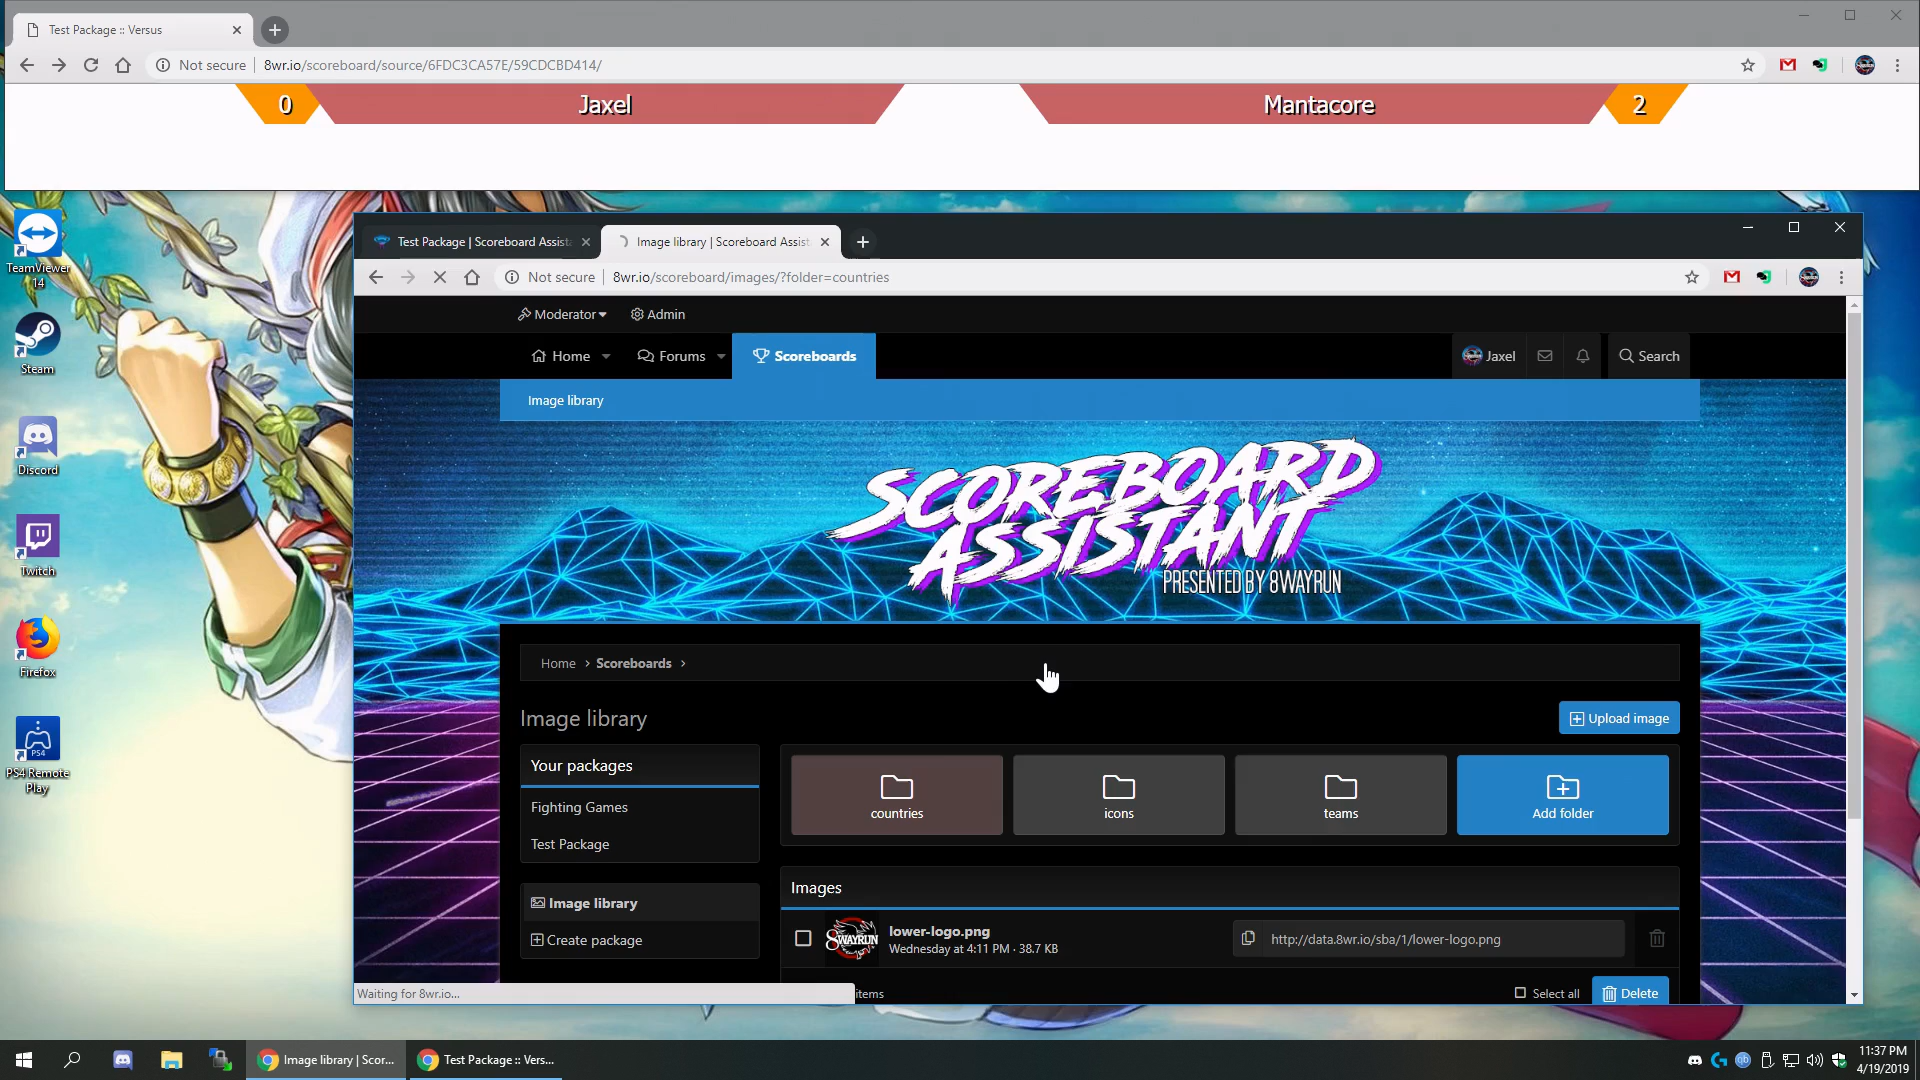 Test Package :: Versus
Not secure
8wr.io/scoreboard/source/6FDC3CA57E/59CDCBD414/
0
Jaxel
Mantacore
2
TeamViewer 14
Steam
Discord
Twitch
Firefox
PS4
PS4 Remote Play
Test Package | Scoreboard Assist
Image library | Scoreboard Assist
Not secure
8wr.io/scoreboard/images/?folder=countries
Moderator
Admin
Home
Forums
Scoreboards
Jaxel
Search
Image library
SCOREBOARD
ASSISTANT
PRESENTED BY 8WAYRUN
Home
Scoreboards
Image library
Upload image
Your packages
Fighting Games
Test Package
Image library
Create package
countries
icons
teams
Add folder
Images
8WAYRUN
lower-logo.png
Wednesday at 4:11 PM · 38.7 KB
http://data.8wr.io/sba/1/lower-logo.png
Waiting for 8wr.io...
items
Select all
Delete
Image library | Scor...
Test Package :: Vers...
11:37 PM
4/19/2019